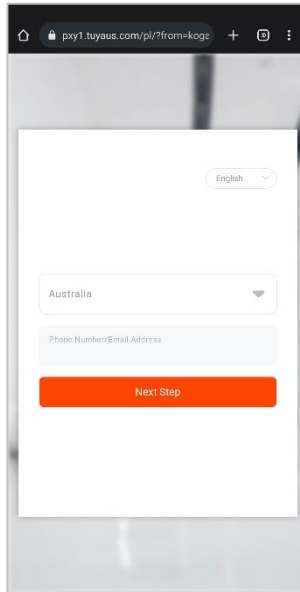 pxy1.tuyaus.com/pl/?from=koga
English
Australia
Phone Number/Email Address
Next Step